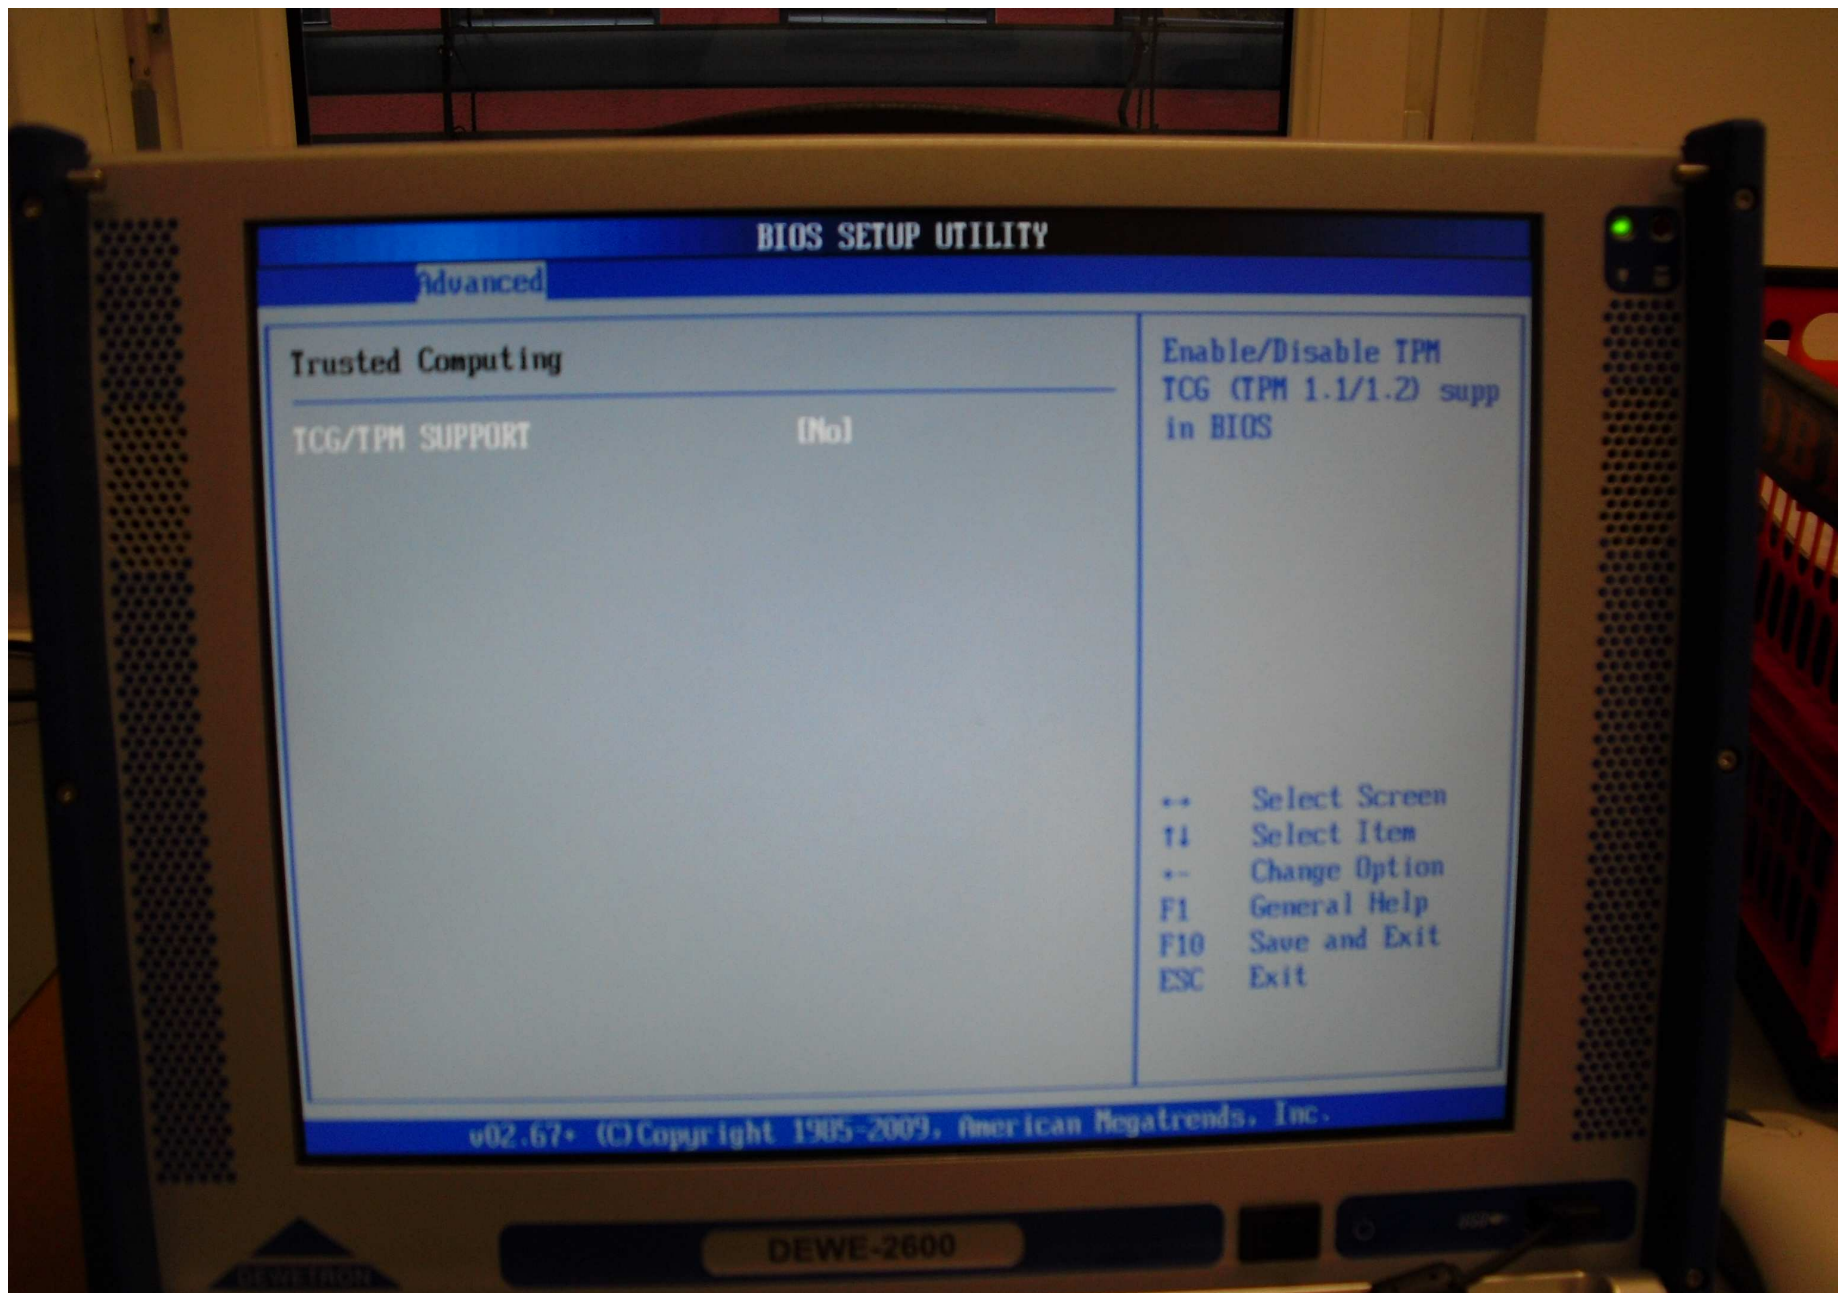 BIOS SETUP UTILITY
Advanced
Trusted Computing
TCG/TPM SUPPORT [No]
Enable/Disable TPM
TCG (TPM 1.1/1.2) supp
in BIOS
←→ Select Screen
↑↓ Select Item
+- Change Option
F1 General Help
F10 Save and Exit
ESC Exit
v02.67+ (C)Copyright 1985-2009, American Megatrends, Inc.
DEWETRON
DEWE-2600